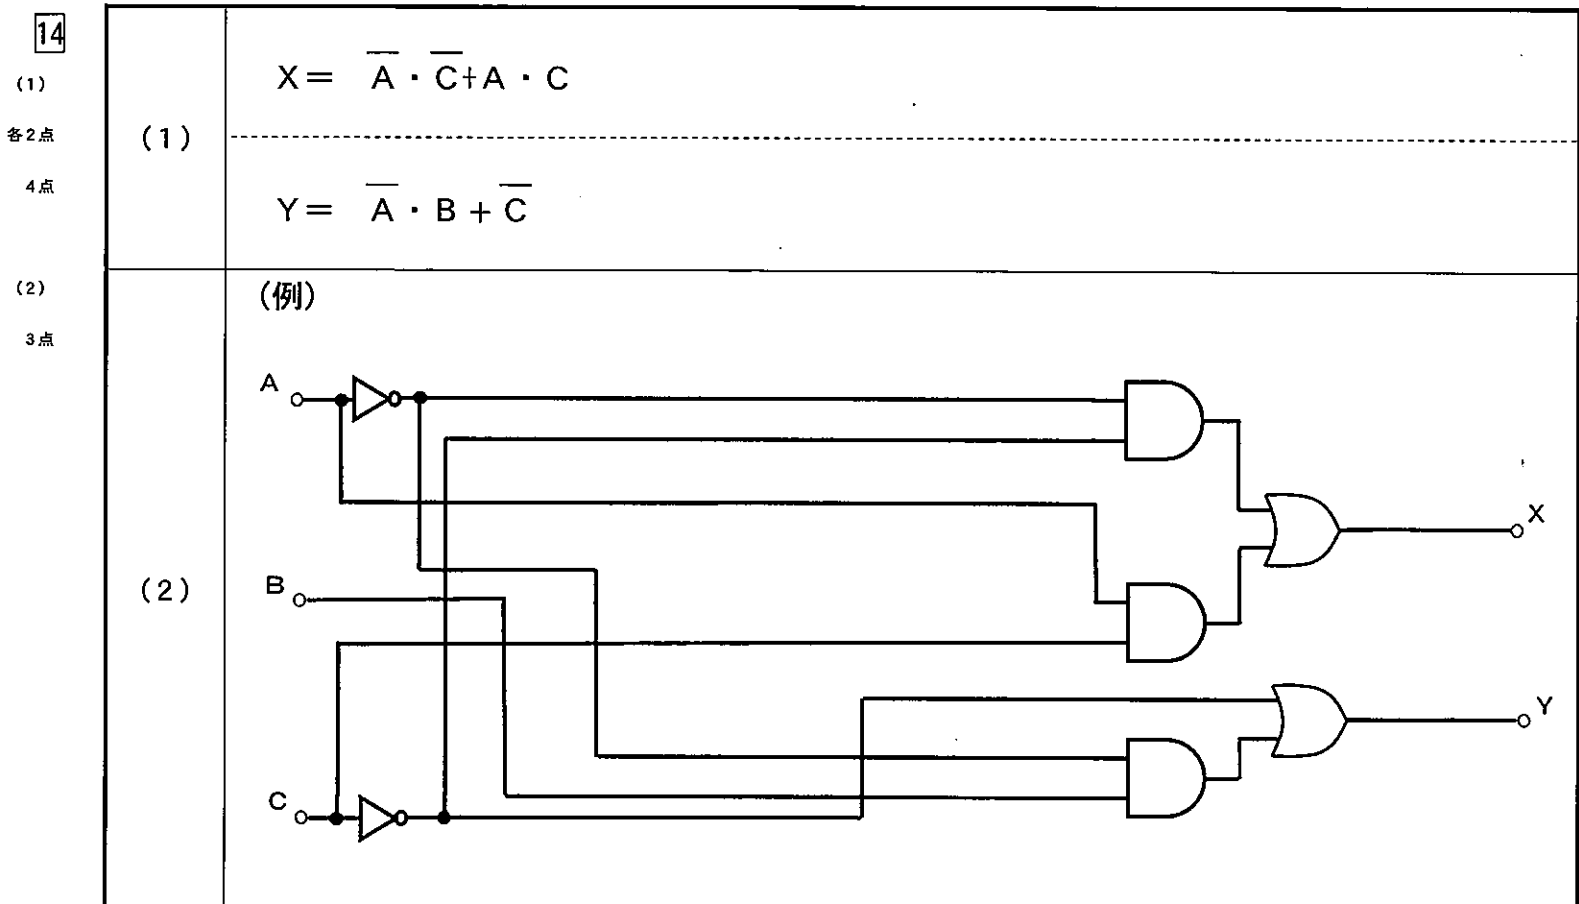 14
(1)
各2点
4点
(1)
X= A̅・C̅+A・C
Y= A̅・B+C̅
(2)
3点
(2)
(例)
A
B
C
X
Y